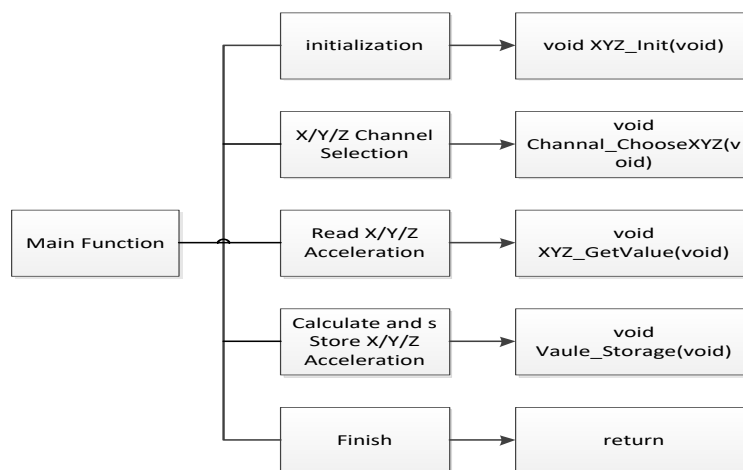 initialization
void XYZ_Init(void)
X/Y/Z Channel
Selection
void
Channal_ChooseXYZ(v
oid)
Main Function
Read X/Y/Z
Acceleration
void
XYZ_GetValue(void)
Calculate and s
Store X/Y/Z
Acceleration
void
Vaule_Storage(void)
Finish
return